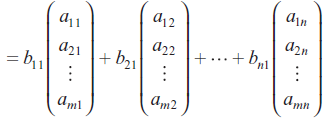 = b₁₁ (a₁₁ a₂₁ ⋮ aₘ₁) + b₂₁ (a₁₂ a₂₂ ⋮ aₘ₂) + ⋯ + bₙ₁ (a₁ₙ a₂ₙ ⋮ aₘₙ)